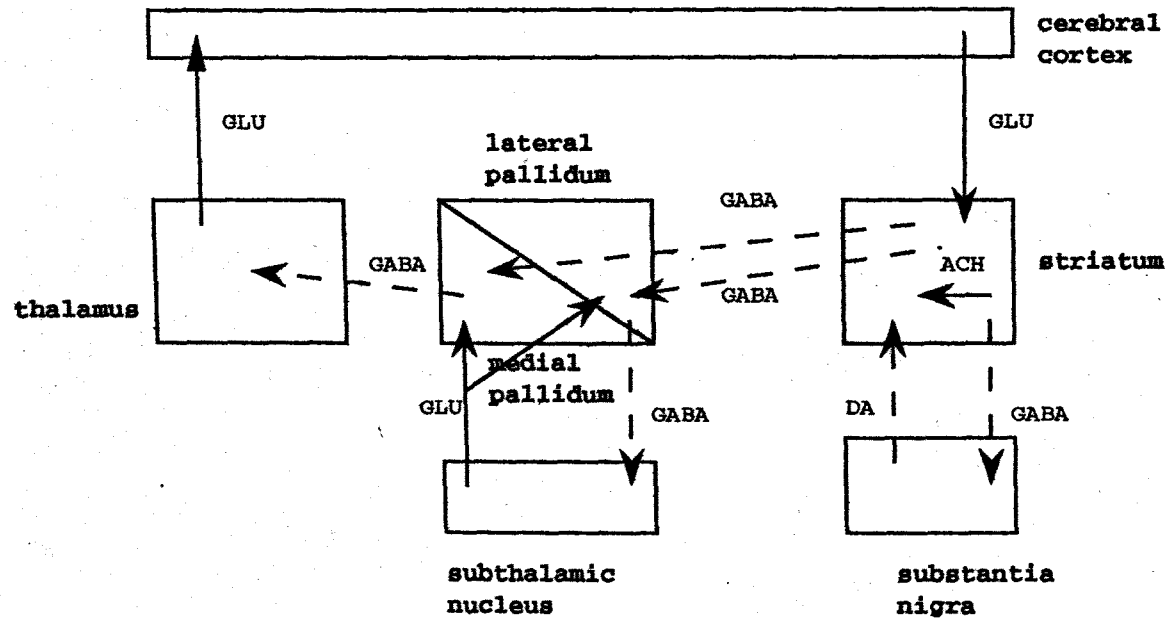 cerebral
cortex
GLU
GLU
lateral
pallidum
GABA
GABA
ACH
striatum
GABA
thalamus
medial
pallidum
GLU
GABA
DA
GABA
subthalamic
nucleus
substantia
nigra